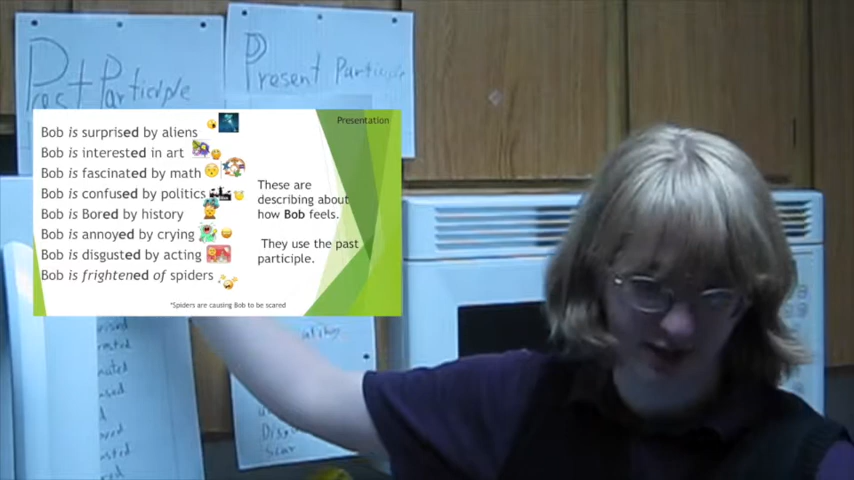 Past Participle
Present Participle
Presentation
Bob is surprised by aliens
Bob is interested in art
Bob is fascinated by math
Bob is confused by politics
Bob is Bored by history
Bob is annoyed by crying
Bob is disgusted by acting
Bob is frightened of spiders
These are
describing about
how Bob feels.
They use the past
participle.
*Spiders are causing Bob to be scared